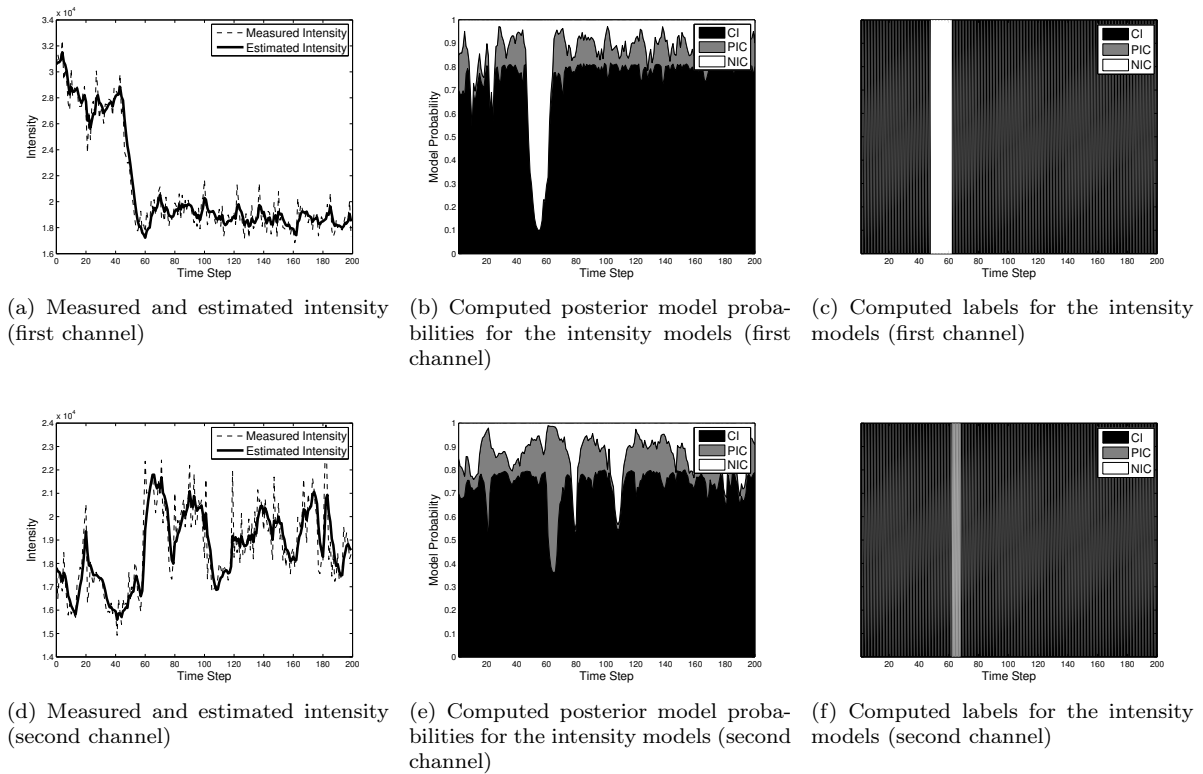 x 10⁴
3.4
3.2
3
2.8
2.6
2.4
2.2
2
1.8
1.6
Intensity
Measured Intensity
Estimated Intensity
0 20 40 60 80 100 120 140 160 180 200
Time Step
(a) Measured and estimated intensity
(first channel)
1
0.9
0.8
0.7
0.6
0.5
0.4
0.3
0.2
0.1
0
Model Probability
CI
PIC
NIC
20 40 60 80 100 120 140 160 180 200
Time Step
(b) Computed posterior model proba-
bilities for the intensity models (first
channel)
CI
PIC
NIC
20 40 60 80 100 120 140 160 180 200
Time Step
(c) Computed labels for the intensity
models (first channel)
x 10⁴
2.4
2.3
2.2
2.1
2
1.9
1.8
1.7
1.6
1.5
1.4
Intensity
Measured Intensity
Estimated Intensity
0 20 40 60 80 100 120 140 160 180 200
Time Step
(d) Measured and estimated intensity
(second channel)
1
0.9
0.8
0.7
0.6
0.5
0.4
0.3
0.2
0.1
0
Model Probability
CI
PIC
NIC
20 40 60 80 100 120 140 160 180 200
Time Step
(e) Computed posterior model proba-
bilities for the intensity models (second
channel)
CI
PIC
NIC
20 40 60 80 100 120 140 160 180 200
Time Step
(f) Computed labels for the intensity
models (second channel)